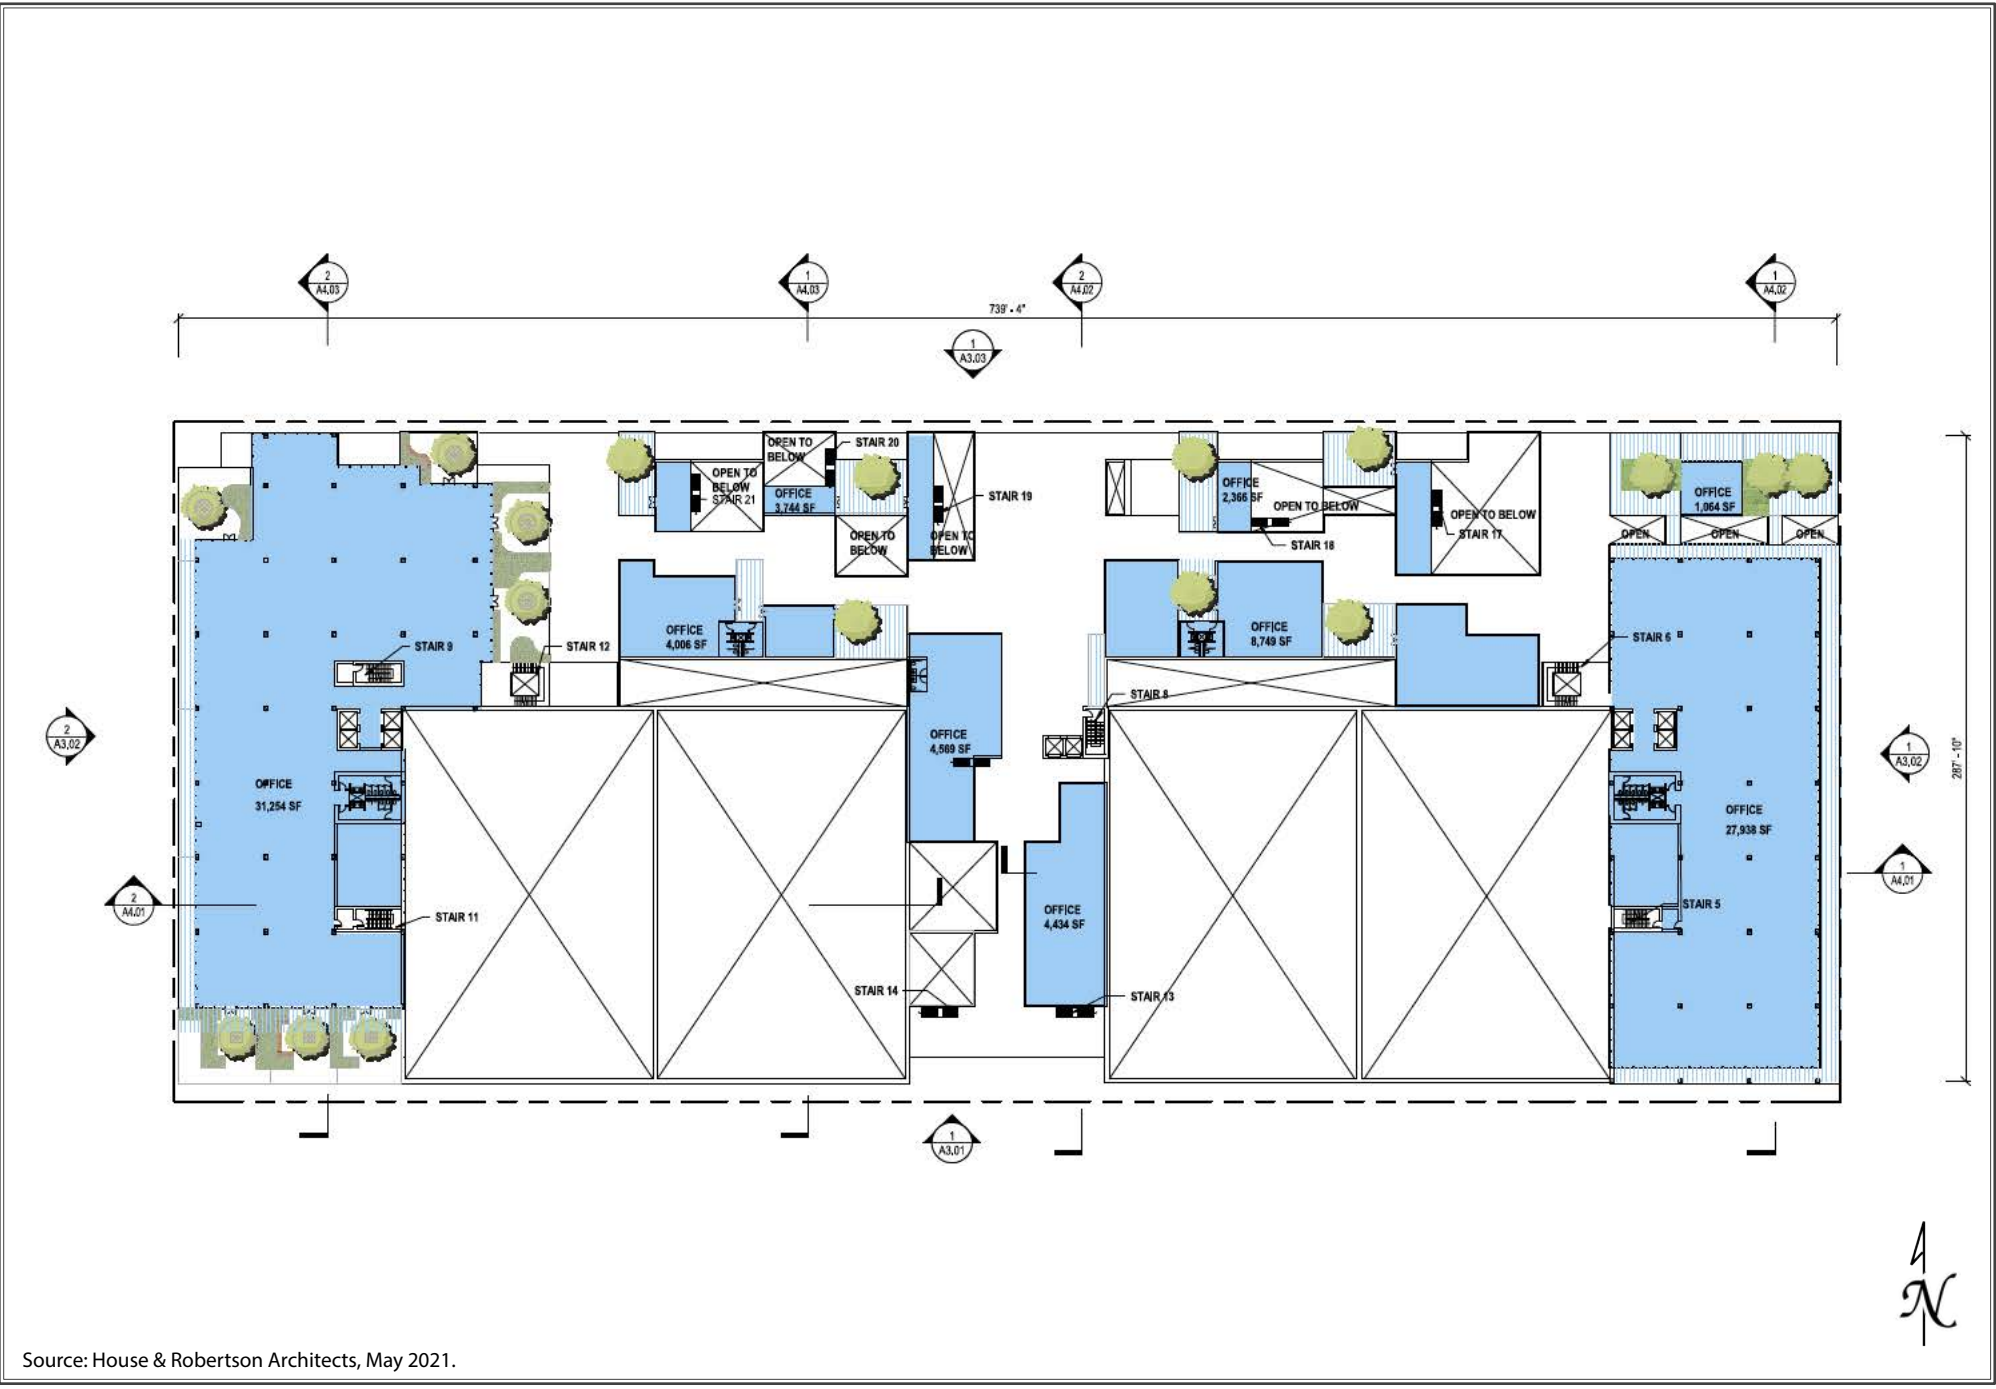 2
A4.03
1
A4.03
2
A4.02
1
A4.02
739' - 4"
1
A3.03
OPEN TO
BELOW
STAIR 20
OPEN TO
BELOW
STAIR 21
OFFICE
3,744 SF
STAIR 19
OPEN TO
BELOW
OPEN TO
BELOW
OFFICE
2,366 SF
OPEN TO BELOW
STAIR 18
OPEN TO BELOW
STAIR 17
OFFICE
1,064 SF
OPEN
OPEN
OPEN
STAIR 9
STAIR 12
OFFICE
4,006 SF
OFFICE
8,749 SF
STAIR 6
STAIR 8
2
A3.02
OFFICE
4,569 SF
1
A3.02
287' - 10"
OFFICE
31,254 SF
OFFICE
27,938 SF
2
A4.01
STAIR 11
OFFICE
4,434 SF
STAIR 5
1
A4.01
STAIR 14
STAIR 13
1
A3.01
N
Source: House & Robertson Architects, May 2021.